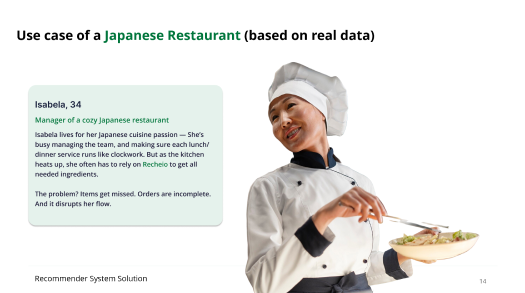 Use case of a Japanese Restaurant (based on real data)
Isabela, 34
Manager of a cozy Japanese restaurant
Isabela lives for her Japanese cuisine passion — She's
busy managing the team, and making sure each lunch/
dinner service runs like clockwork. But as the kitchen
heats up, she often has to rely on Recheio to get all
needed ingredients.
The problem? Items get missed. Orders are incomplete.
And it disrupts her flow.
Recommender System Solution
14